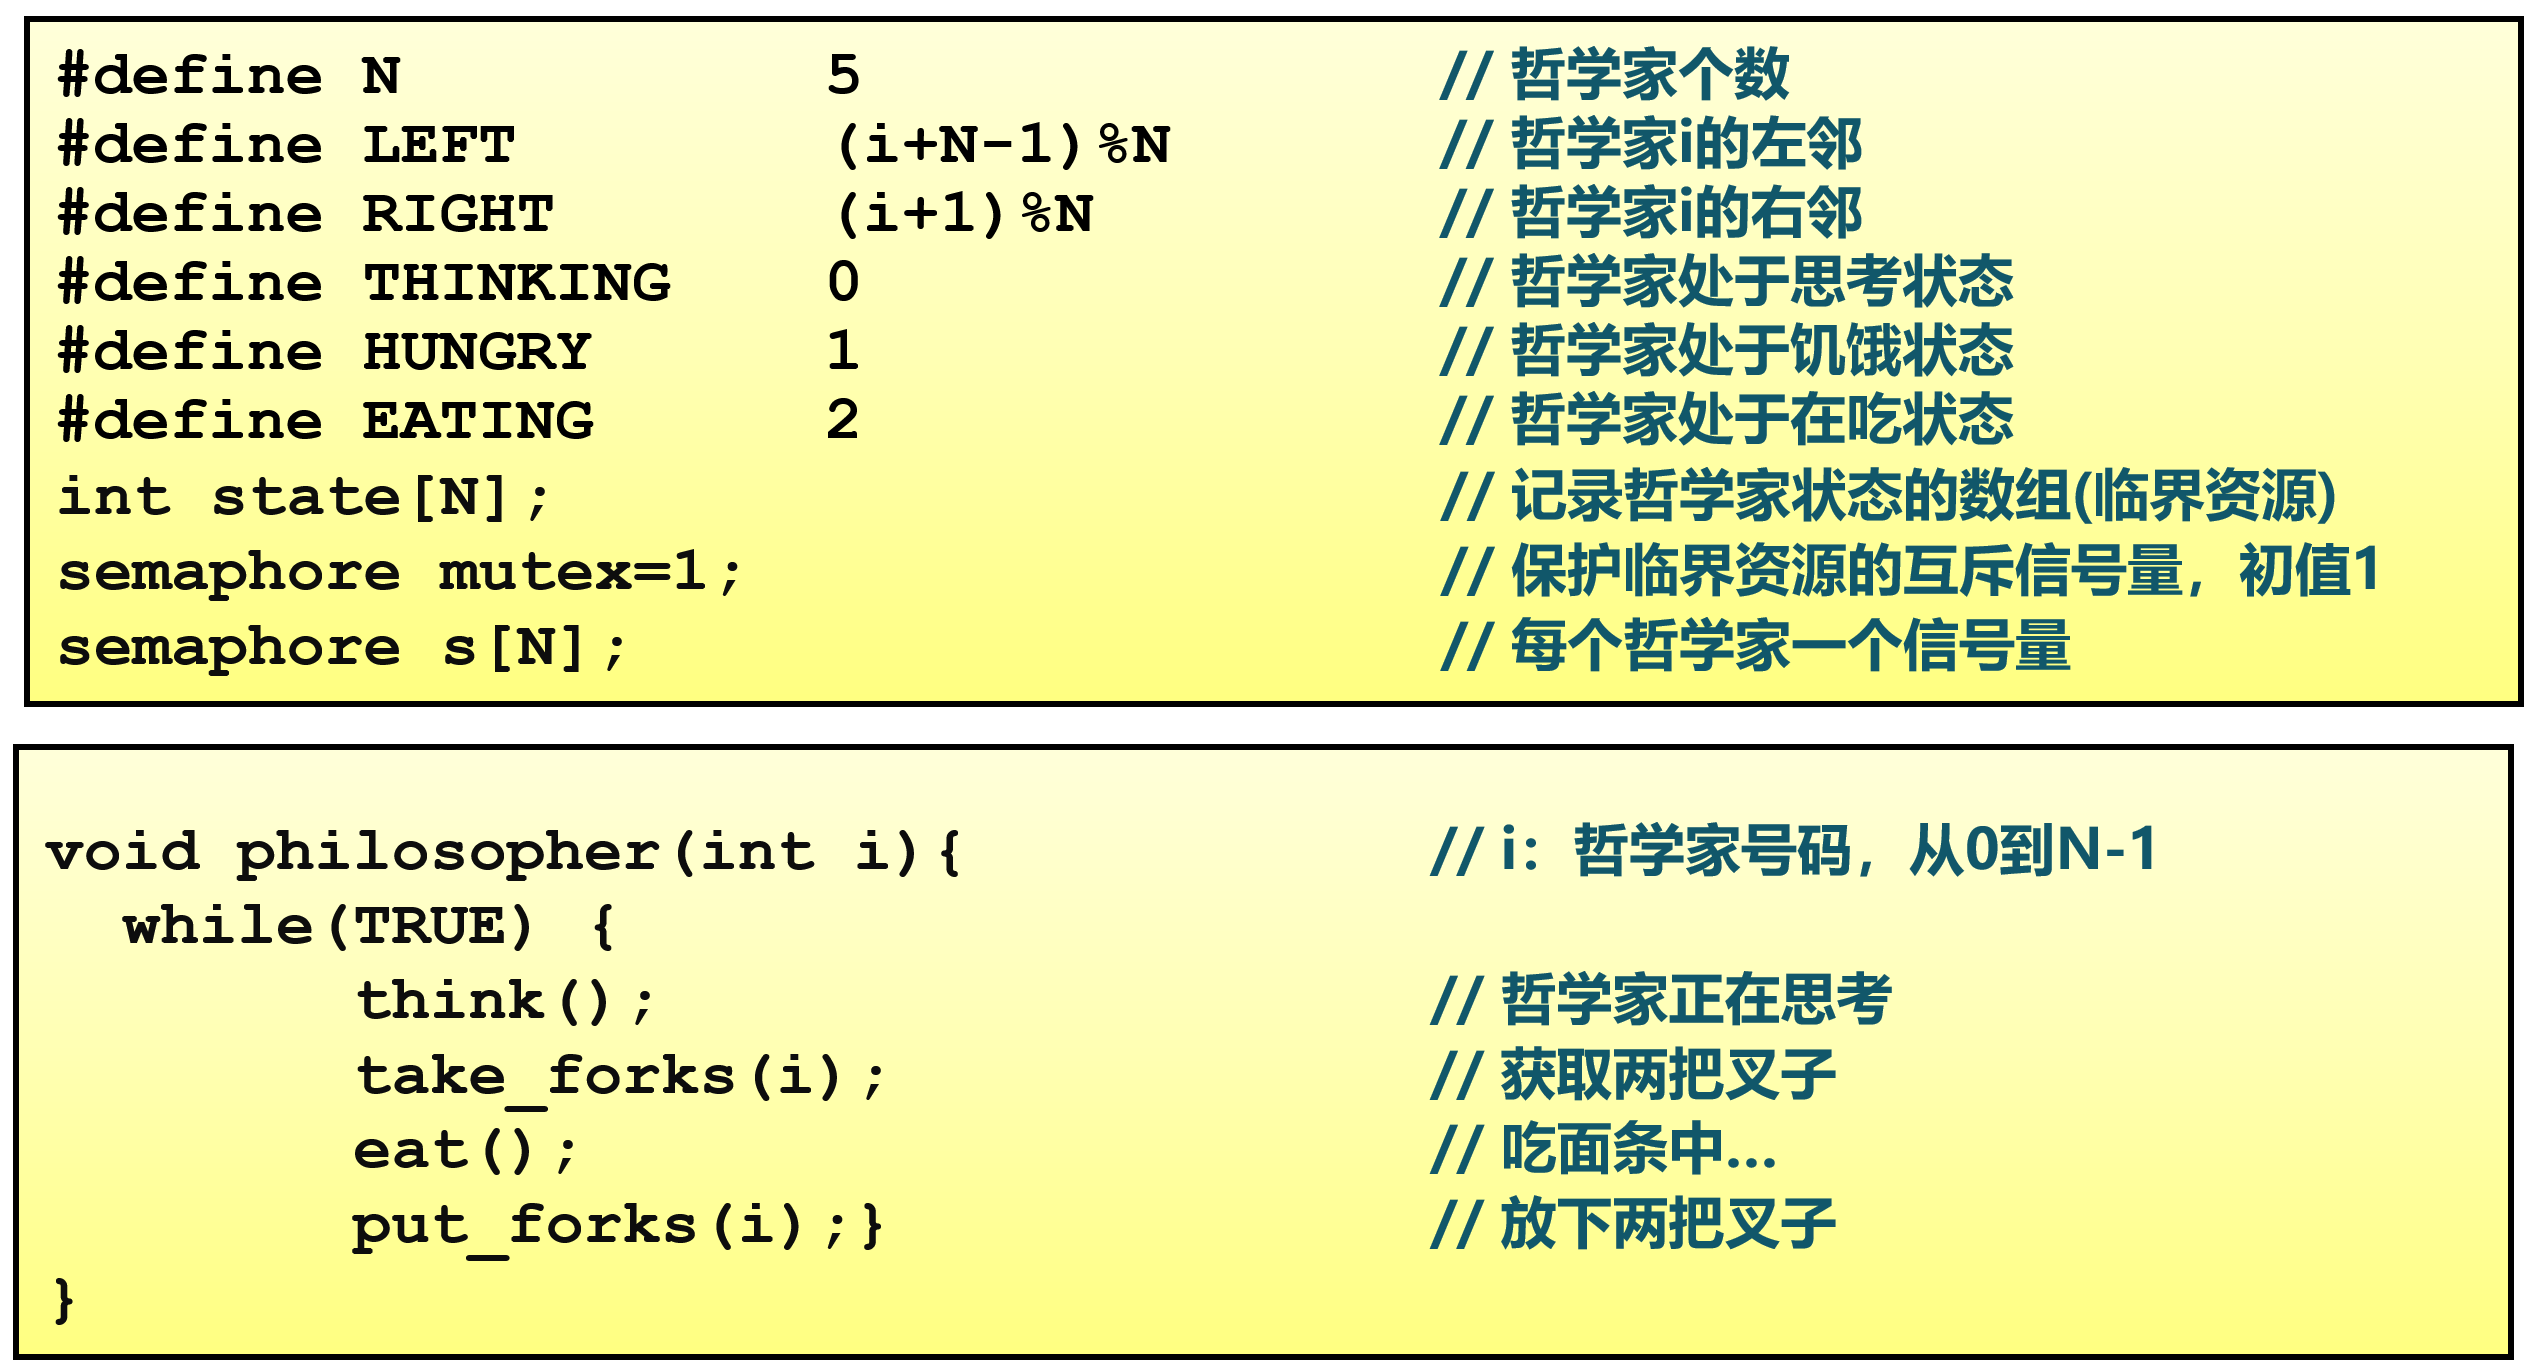 #define N 5 // 哲学家个数
#define LEFT (i+N-1)%N // 哲学家i的左邻
#define RIGHT (i+1)%N // 哲学家i的右邻
#define THINKING 0 // 哲学家处于思考状态
#define HUNGRY 1 // 哲学家处于饥饿状态
#define EATING 2 // 哲学家处于在吃状态
int state[N]; // 记录哲学家状态的数组(临界资源)
semaphore mutex=1; // 保护临界资源的互斥信号量，初值1
semaphore s[N]; // 每个哲学家一个信号量
void philosopher(int i){ // i：哲学家号码，从0到N-1
while(TRUE) {
think(); // 哲学家正在思考
take_forks(i); // 获取两把叉子
eat(); // 吃面条中…
put_forks(i);} // 放下两把叉子
}